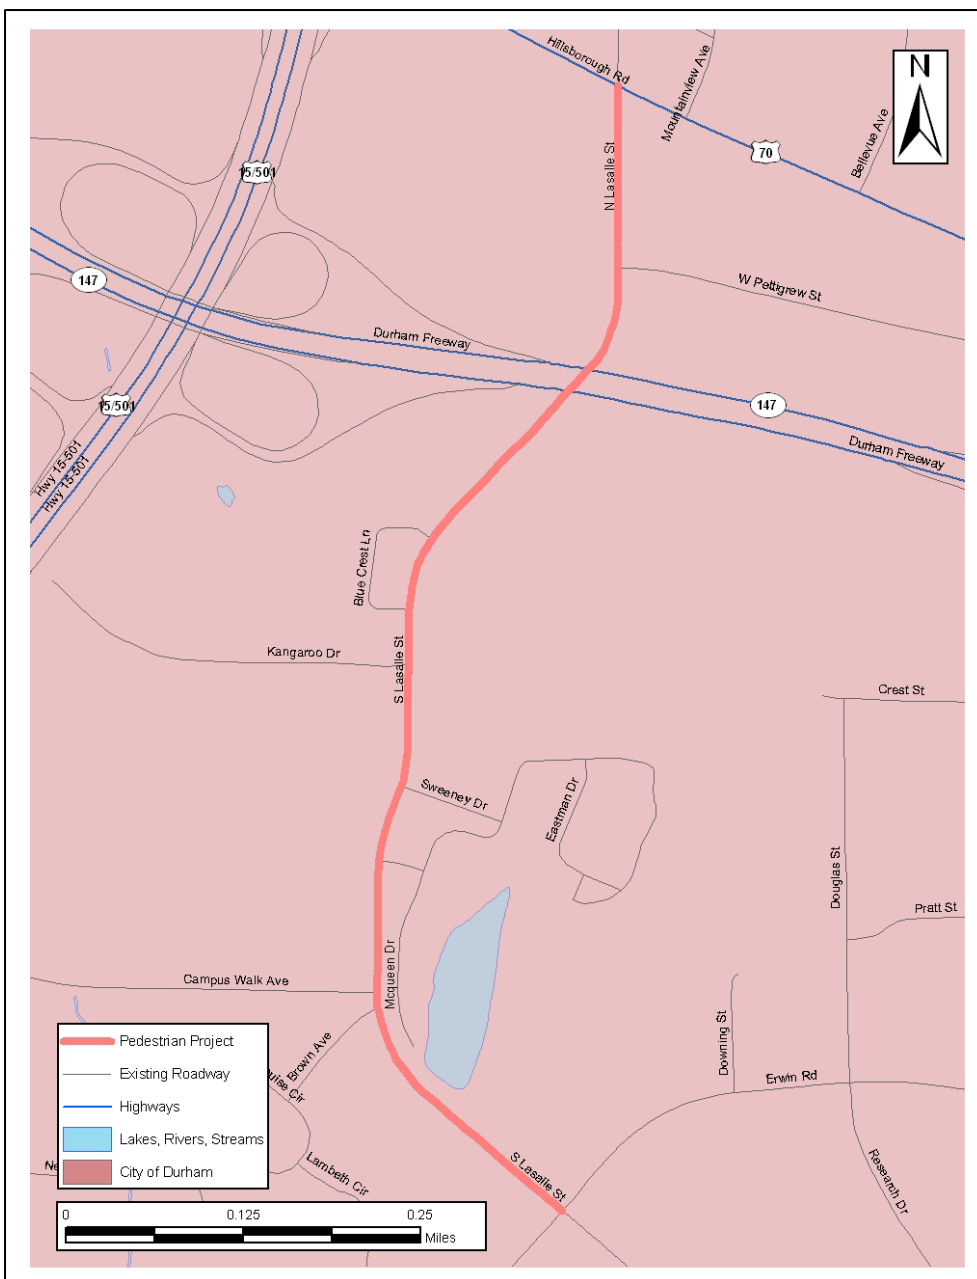 Hillsborough Rd
Mountainview Ave
N
70
Bellevue Ave
15/501
N Lasalle St
147
W Pettigrew St
Durham Freeway
15/501
147
Hwy 15-501
Hwy 15-501
Durham Freeway
Blue Crest Ln
Kangaroo Dr
S Lasalle St
Crest St
Sweeney Dr
Eastman Dr
Douglas St
Pratt St
Mcqueen Dr
Campus Walk Ave
Downing St
Erwin Rd
Brown Ave
uise Cir
Pedestrian Project
Existing Roadway
Highways
Lakes, Rivers, Streams
City of Durham
Ne
Lambeth Cir
S Lasalle St
Research Dr
0 0.125 0.25
Miles